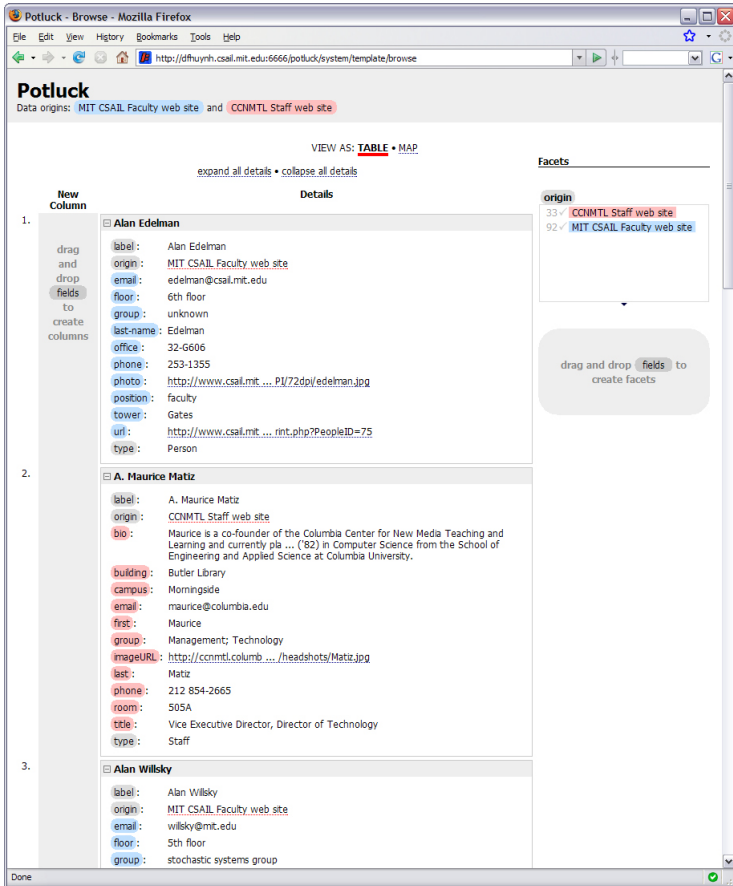 Potluck - Browse - Mozilla Firefox
File Edit View History Bookmarks Tools Help
http://dfhuynh.csail.mit.edu:6666/potluck/system/template/browse
Potluck
Data origins: MIT CSAIL Faculty web site and CCNMTL Staff web site
VIEW AS: TABLE • MAP
expand all details • collapse all details
New Column
Details
1.
drag
and
drop
fields
to
create
columns
Alan Edelman
label: Alan Edelman
origin: MIT CSAIL Faculty web site
email: edelman@csail.mit.edu
floor: 6th floor
group: unknown
last-name: Edelman
office: 32-G606
phone: 253-1355
photo: http://www.csail.mit ... PI/72dpi/edelman.jpg
position: faculty
tower: Gates
url: http://www.csail.mit ... rint.php?PeopleID=75
type: Person
2.
A. Maurice Matiz
label: A. Maurice Matiz
origin: CCNMTL Staff web site
bio: Maurice is a co-founder of the Columbia Center for New Media Teaching and
Learning and currently pla ... ('82) in Computer Science from the School of
Engineering and Applied Science at Columbia University.
building: Butler Library
campus: Morningside
email: maurice@columbia.edu
first: Maurice
group: Management; Technology
imageURL: http://ccnmtl.columb ... /headshots/Matiz.jpg
last: Matiz
phone: 212 854-2665
room: 505A
title: Vice Executive Director, Director of Technology
type: Staff
3.
Alan Willsky
label: Alan Willsky
origin: MIT CSAIL Faculty web site
email: willsky@mit.edu
floor: 5th floor
group: stochastic systems group
Facets
origin
33 ✓ CCNMTL Staff web site
92 ✓ MIT CSAIL Faculty web site
drag and drop fields to
create facets
Done